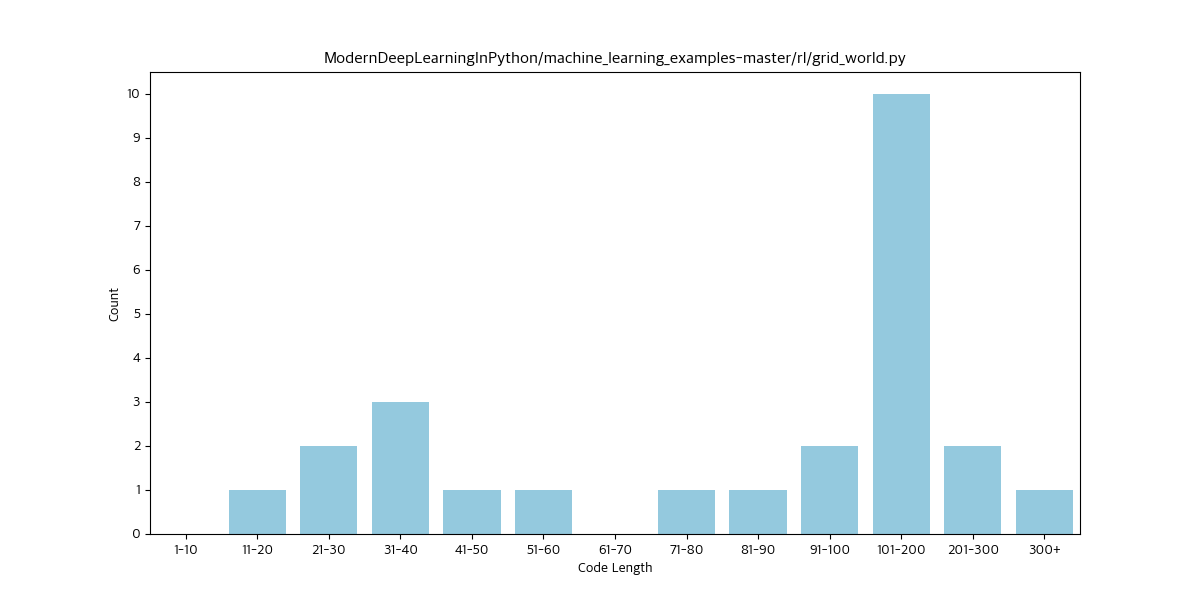 ModernDeepLearningInPython/machine_learning_examples-master/rl/grid_world.py
10
9
8
7
6
5
4
3
2
1
0
Count
1-10 11-20 21-30 31-40 41-50 51-60 61-70 71-80 81-90 91-100 101-200 201-300 300+
Code Length